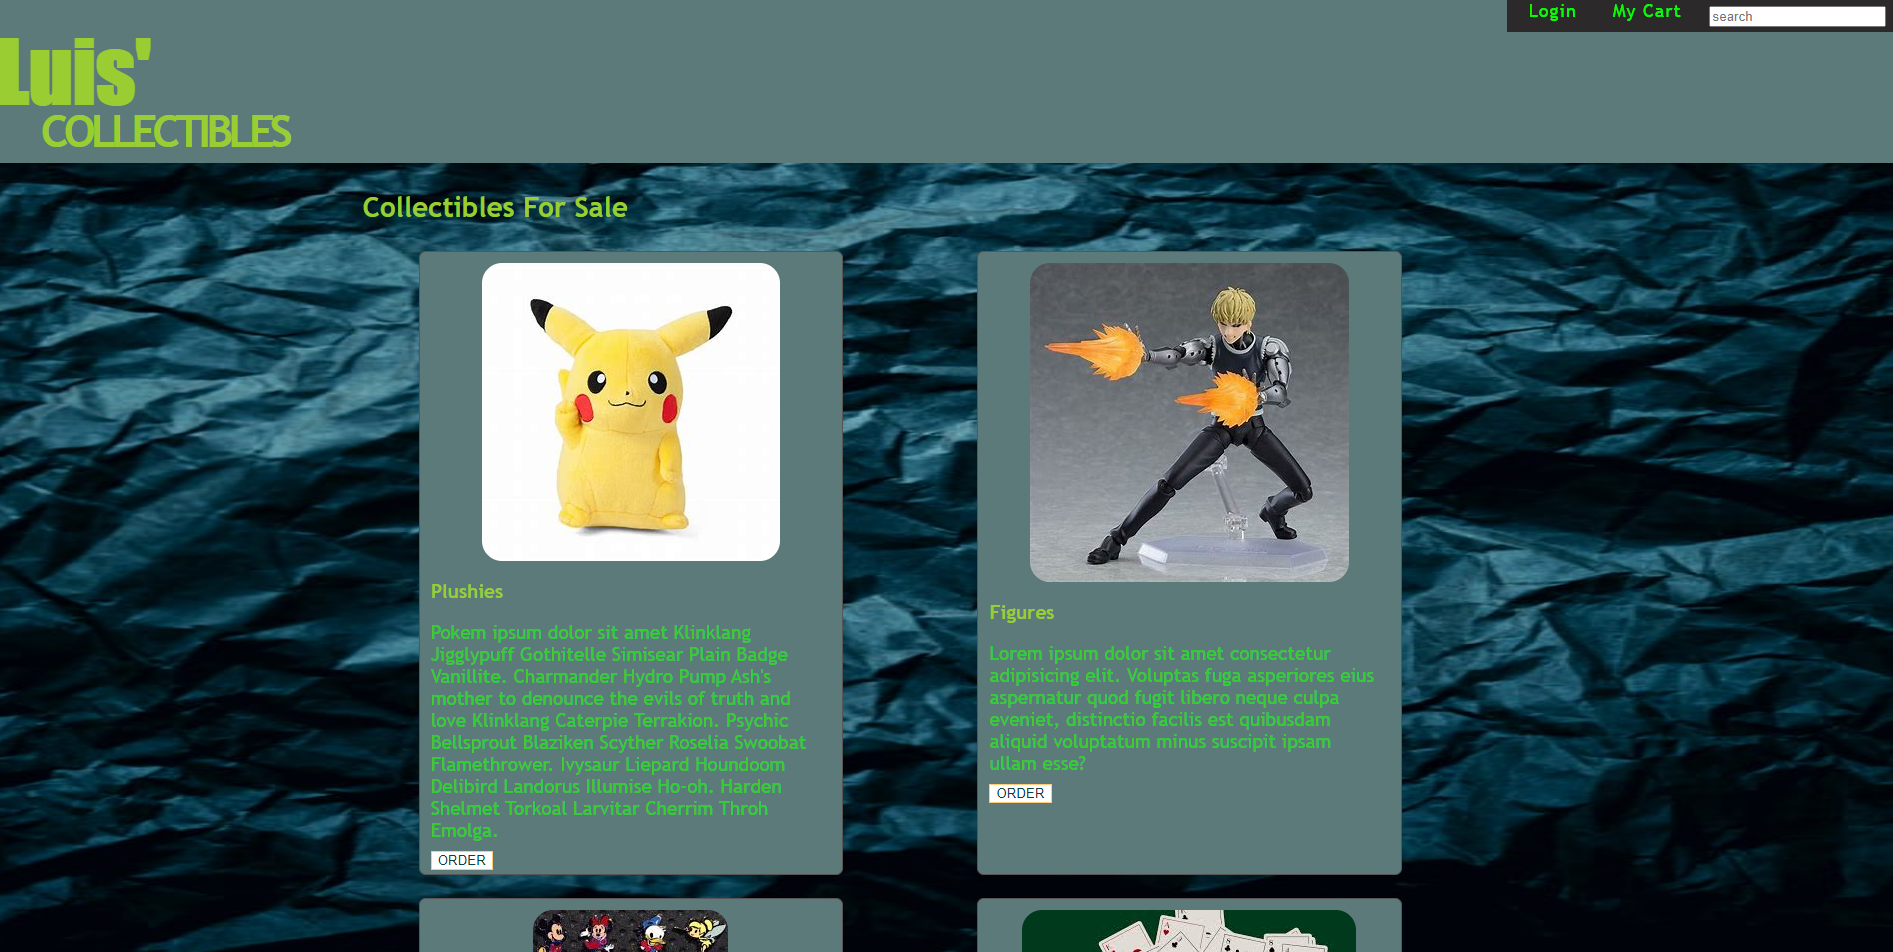 Login My Cart search
Luis'
COLLECTIBLES
Collectibles For Sale
Plushies
Pokem ipsum dolor sit amet Klinklang
Jigglypuff Gothitelle Simisear Plain Badge
Vanillite. Charmander Hydro Pump Ash's
mother to denounce the evils of truth and
love Klinklang Caterpie Terrakion. Psychic
Bellsprout Blaziken Scyther Roselia Swoobat
Flamethrower. Ivysaur Liepard Houndoom
Delibird Landorus Illumise Ho-oh. Harden
Shelmet Torkoal Larvitar Cherrim Throh
Emolga.
ORDER
Figures
Lorem ipsum dolor sit amet consectetur
adipisicing elit. Voluptas fuga asperiores eius
aspernatur quod fugit libero neque culpa
eveniet, distinctio facilis est quibusdam
aliquid voluptatum minus suscipit ipsam
ullam esse?
ORDER